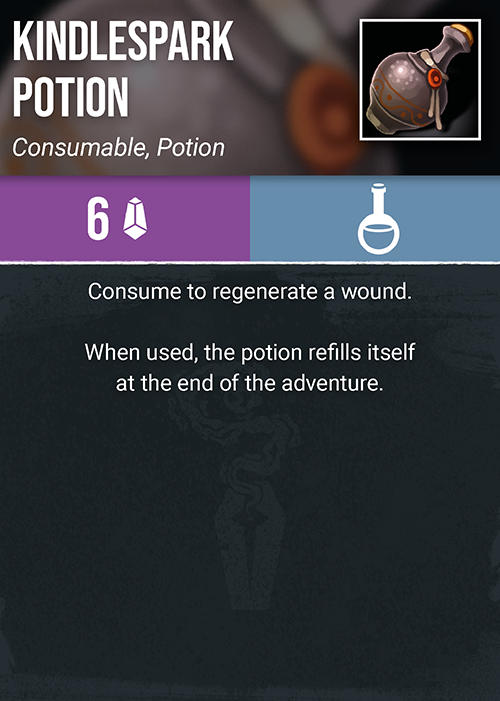 KINDLESPARK
POTION
Consumable, Potion
6
Consume to regenerate a wound.
When used, the potion refills itself
at the end of the adventure.